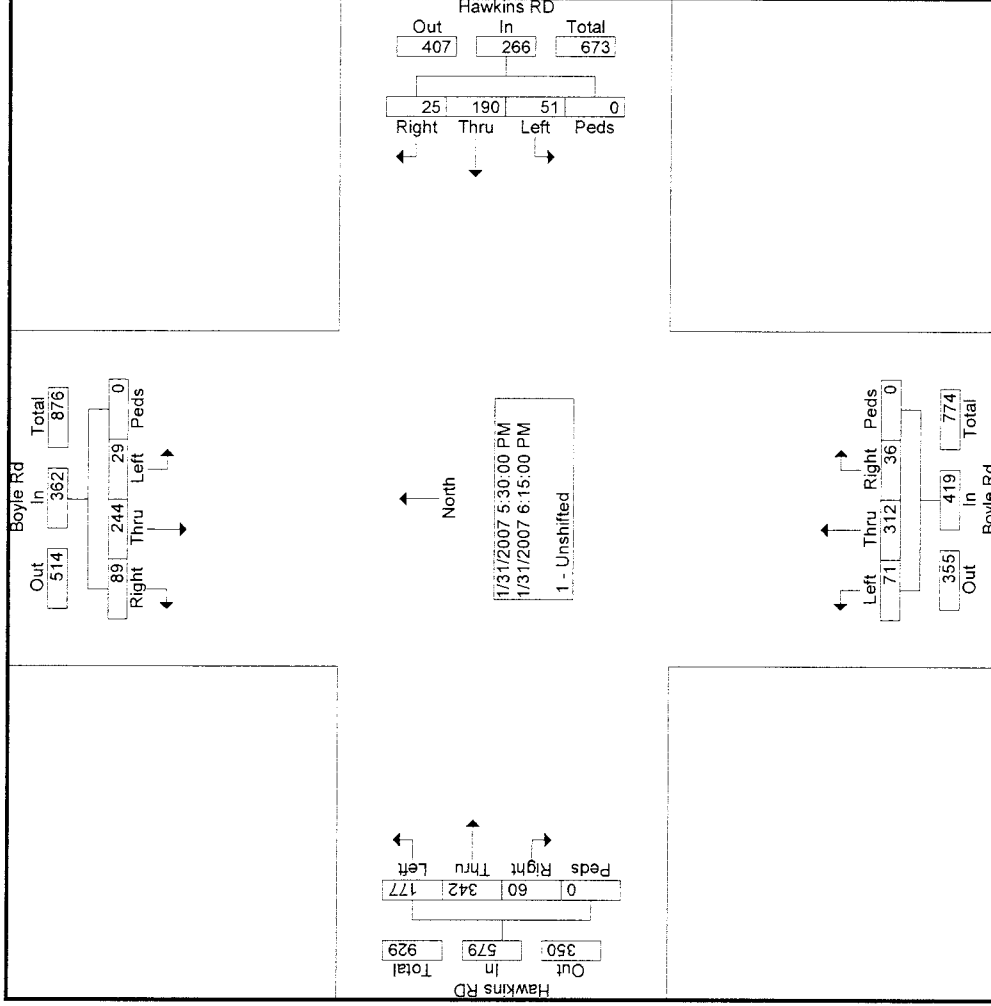 Hawkins RD
Out In Total
407 266 673
25 190 51 0
Right Thru Left Peds
Boyle Rd
Out In Total
514 362 876
89 244 29 0
Right Thru Left Peds
North
1/31/2007 5:30:00 PM
1/31/2007 6:15:00 PM
1 - Unshifted
Left Thru Right Peds
71 312 36 0
355 419 774
Out In Total
Boyle Rd
Hawkins RD
Out In Total
350 579 929
0 60 342 177
Peds Right Thru Left